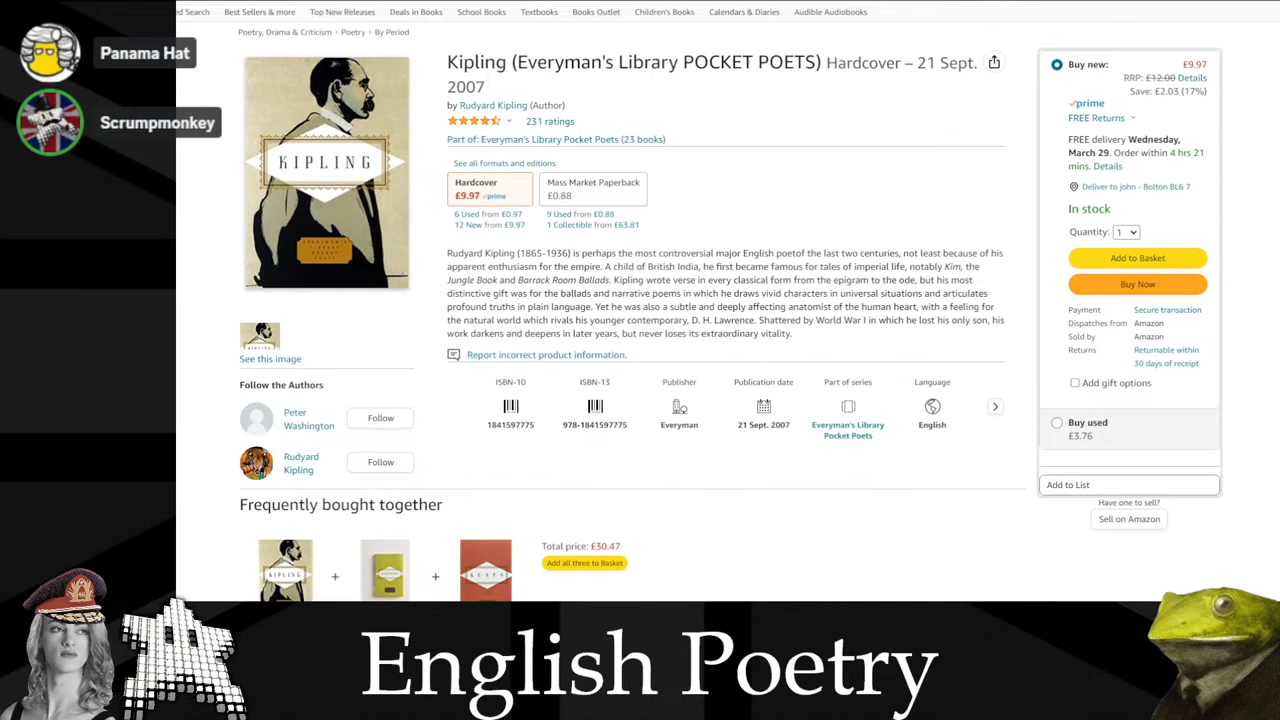 ed Search Best Sellers & more Top New Releases Deals in Books School Books Textbooks Books Outlet Children's Books Calendars & Diaries Audible Audiobooks
Poetry, Drama & Criticism › Poetry › By Period
Panama Hat
Scrumpmonkey
KIPLING
EVERYMAN'S
LIBRARY
POCKET
POETS
See this image
Follow the Authors
Peter
Washington
Follow
Rudyard
Kipling
Follow
Kipling (Everyman's Library POCKET POETS) Hardcover – 21 Sept.
2007
by Rudyard Kipling (Author)
231 ratings
Part of: Everyman's Library Pocket Poets (23 books)
See all formats and editions
Hardcover
£9.97 prime
6 Used from £0.97
12 New from £9.97
Mass Market Paperback
£0.88
9 Used from £0.88
1 Collectible from £63.81
Rudyard Kipling (1865-1936) is perhaps the most controversial major English poetof the last two centuries, not least because of his
apparent enthusiasm for the empire. A child of British India, he first became famous for tales of imperial life, notably Kim, the
Jungle Book and Barrack Room Ballads. Kipling wrote verse in every classical form from the epigram to the ode, but his most
distinctive gift was for the ballads and narrative poems in which he draws vivid characters in universal situations and articulates
profound truths in plain language. Yet he was also a subtle and deeply affecting anatomist of the human heart, with a feeling for
the natural world which rivals his younger contemporary, D. H. Lawrence. Shattered by World War I in which he lost his only son, his
work darkens and deepens in later years, but never loses its extraordinary vitality.
Report incorrect product information.
ISBN-10
1841597775
ISBN-13
978-1841597775
Publisher
Everyman
Publication date
21 Sept. 2007
Part of series
Everyman's Library
Pocket Poets
Language
English
Buy new: £9.97
RRP: £12.00 Details
Save: £2.03 (17%)
prime
FREE Returns
FREE delivery Wednesday,
March 29. Order within 4 hrs 21
mins. Details
Deliver to john - Bolton BL6 7
In stock
Quantity: 1
Add to Basket
Buy Now
Payment Secure transaction
Dispatches from Amazon
Sold by Amazon
Returns Returnable within
30 days of receipt
Add gift options
Buy used
£3.76
Add to List
Have one to sell?
Sell on Amazon
Frequently bought together
KIPLING
+
+
KEATS
Total price: £30.47
Add all three to Basket
English Poetry